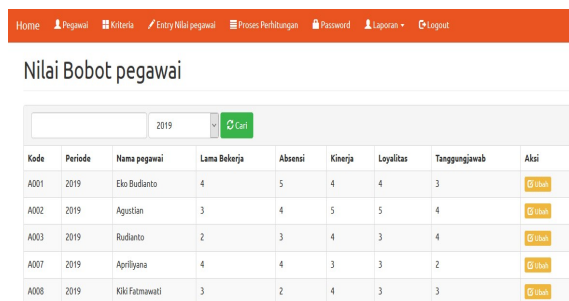 Home Pegawai Kriteria Entry Nilai pegawai Proses Perhitungan Password Laporan Logout
Nilai Bobot pegawai
2019 Cari
Kode Periode Nama pegawai Lama Bekerja Absensi Kinerja Loyalitas Tanggungjawab Aksi
A001 2019 Eko Budianto 4 5 4 4 3 Ubah
A002 2019 Agustian 3 4 5 5 4 Ubah
A003 2019 Rudianto 2 3 4 3 4 Ubah
A007 2019 Apriliyana 4 4 3 3 2 Ubah
A008 2019 Kiki Fatmawati 3 2 4 3 3 Ubah